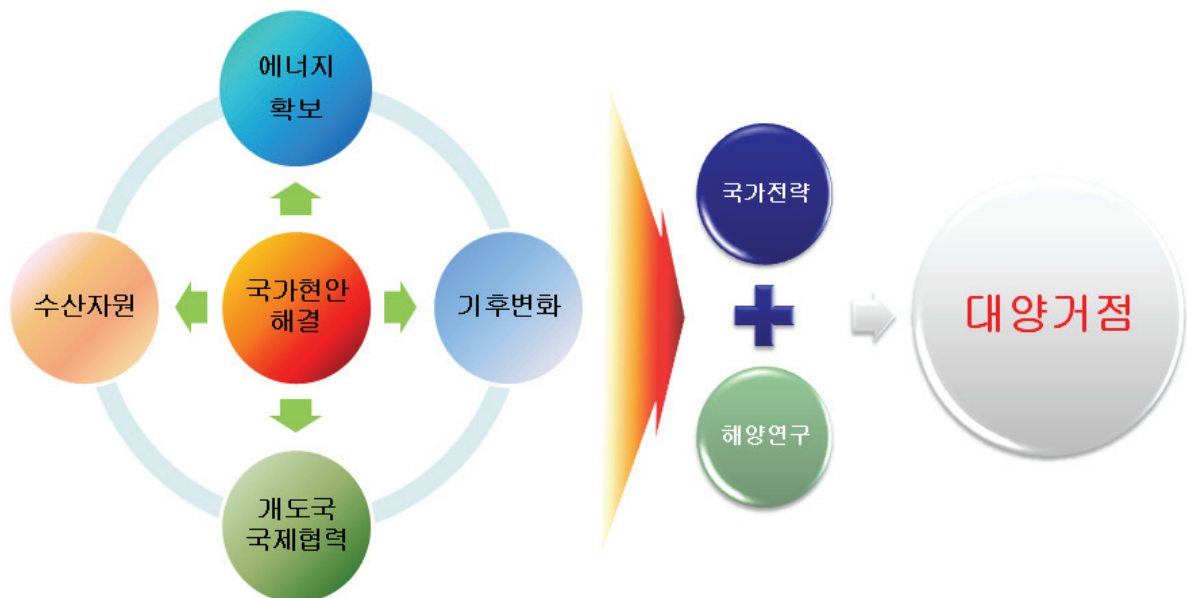 에너지
확보
수산자원
국가현안
해결
기후변화
개도국
국제협력
국가전략
해양연구
대양거점